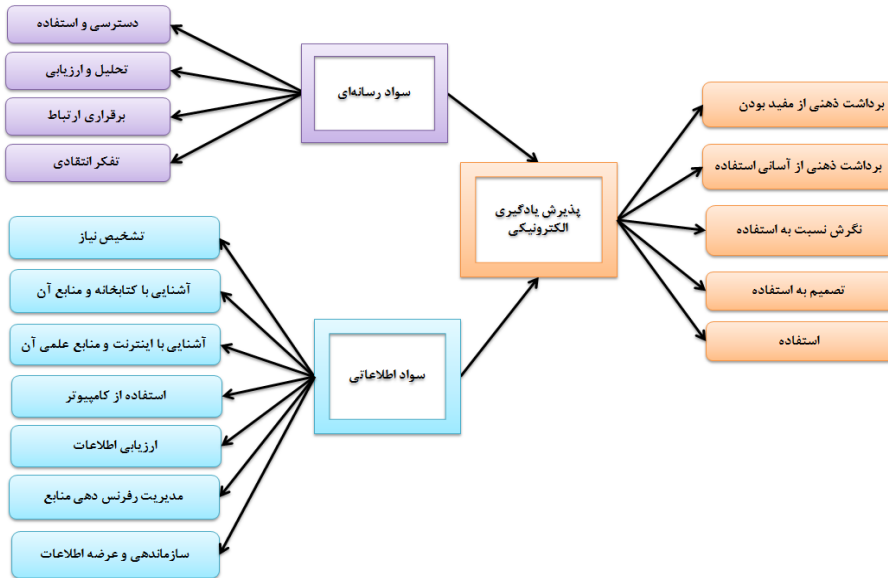 دسترسی و استفاده
تحلیل و ارزیابی
برقراری ارتباط
تفکر انتقادی
سواد رسانه‌ای
برداشت ذهنی از مفید بودن
برداشت ذهنی از آسانی استفاده
نگرش نسبت به استفاده
تصمیم به استفاده
استفاده
پذیرش یادگیری
الکترونیکی
تشخیص نیاز
آشنایی با کتابخانه و منابع آن
آشنایی با اینترنت و منابع علمی آن
استفاده از کامپیوتر
ارزیابی اطلاعات
مدیریت رفرنس دهی منابع
سازماندهی و عرضه اطلاعات
سواد اطلاعاتی